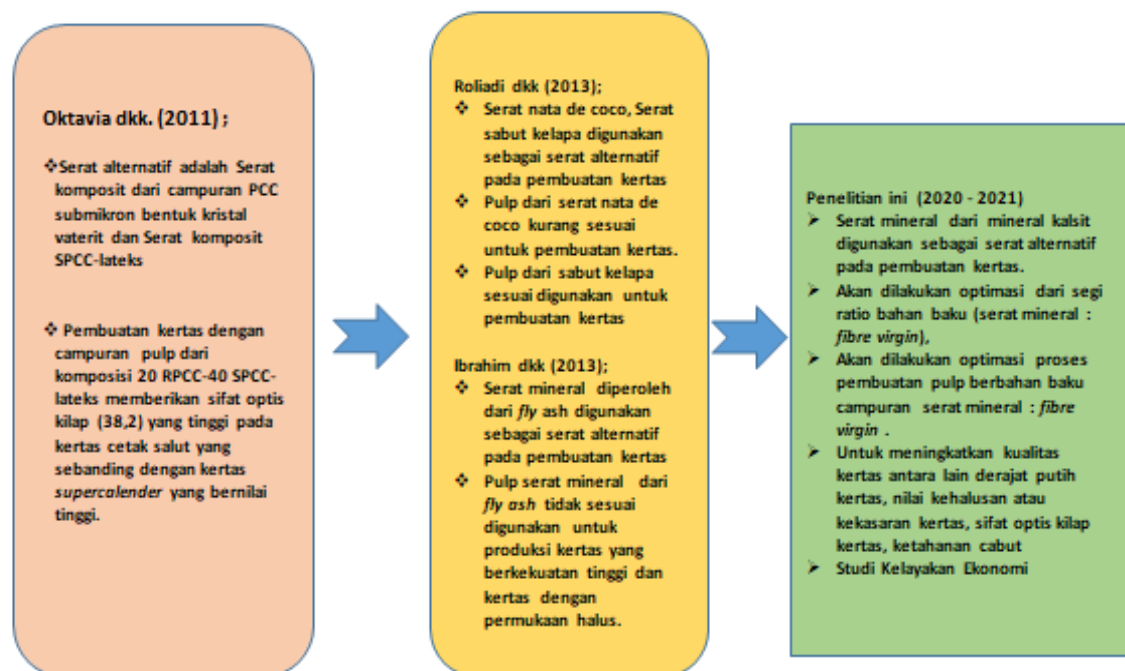 Oktavia dkk. (2011) ;
❖Serat alternatif adalah Serat
komposit dari campuran PCC
submikron bentuk kristal
vaterit dan Serat komposit
SPCC-lateks
❖ Pembuatan kertas dengan
campuran pulp dari
komposisi 20 RPCC-40 SPCC-
lateks memberikan sifat optis
kilap (38,2) yang tinggi pada
kertas cetak salut yang
sebanding dengan kertas
supercalender yang bernilai
tinggi.
Roliadi dkk (2013);
❖ Serat nata de coco, Serat
sabut kelapa digunakan
sebagai serat alternatif
pada pembuatan kertas
❖ Pulp dari serat nata de
coco kurang sesuai
untuk pembuatan kertas.
❖ Pulp dari sabut kelapa
sesuai digunakan untuk
pembuatan kertas
Ibrahim dkk (2013);
❖ Serat mineral diperoleh
dari fly ash digunakan
sebagai serat alternatif
pada pembuatan kertas
❖ Pulp serat mineral dari
fly ash tidak sesuai
digunakan untuk
produksi kertas yang
berkekuatan tinggi dan
kertas dengan
permukaan halus.
Penelitian ini (2020 - 2021)
➢ Serat mineral dari mineral kalsit
digunakan sebagai serat alternatif
pada pembuatan kertas.
➢ Akan dilakukan optimasi dari segi
ratio bahan baku (serat mineral :
fibre virgin),
➢ Akan dilakukan optimasi proses
pembuatan pulp berbahan baku
campuran serat mineral : fibre
virgin .
➢ Untuk meningkatkan kualitas
kertas antara lain derajat putih
kertas, nilai kehalusan atau
kekasaran kertas, sifat optis kilap
kertas, ketahanan cabut
➢ Studi Kelayakan Ekonomi